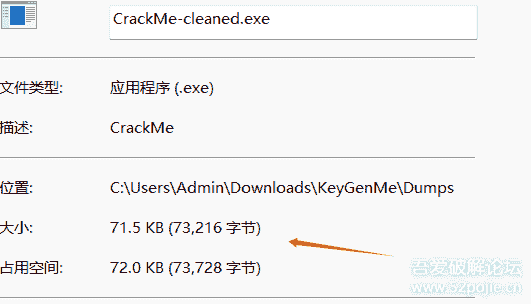 CrackMe-cleaned.exe
文件类型: 应用程序 (.exe)
描述: CrackMe
位置: C:\Users\Admin\Downloads\KeyGenMe\Dumps
大小: 71.5 KB (73,216 字节)
占用空间: 72.0 KB (73,728 字节)
吾爱破解论坛
www.52pojie.cn